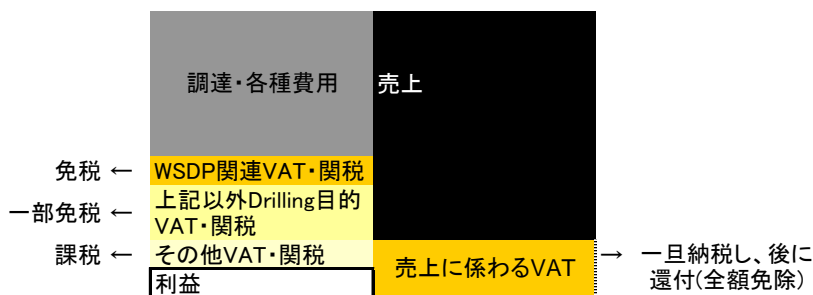 調達・各種費用
売上
免税 ←
WSDP関連VAT・関税
一部免税 ←
上記以外Drilling目的
VAT・関税
課税 ←
その他VAT・関税
利益
売上に係わるVAT
→ 一旦納税し、後に
還付(全額免除)